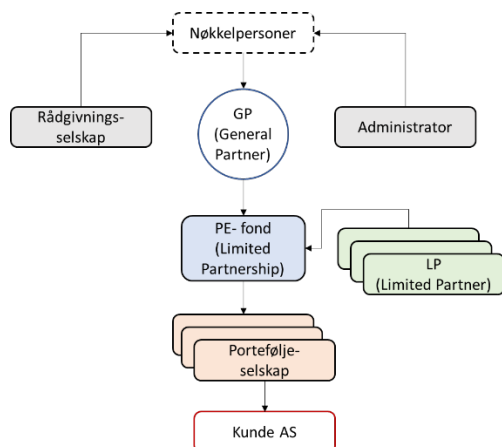 Nøkkelpersoner
Rådgivnings-
selskap
GP
(General
Partner)
Administrator
PE- fond
(Limited
Partnership)
LP
(Limited Partner)
Portefølje-
selskap
Kunde AS